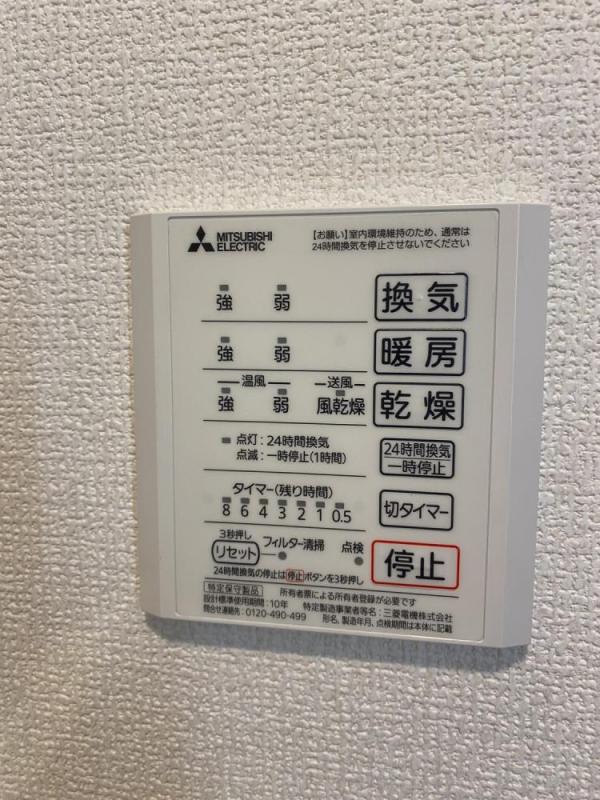 MITSUBISHI
ELECTRIC
【お願い】室内環境維持のため、通常は
24時間換気を停止させないでください
強 弱 換気
強 弱 暖房
温風 送風
強 弱 風乾燥 乾燥
点灯：24時間換気
点滅：一時停止(1時間)
24時間換気
一時停止
タイマー(残り時間)
8 6 4 3 2 1 0.5
切タイマー
3秒押し
リセット フィルター清掃 点検
停止
24時間換気の停止は停止ボタンを3秒押し
特定保守製品 所有者票による所有者登録が必要です
設計標準使用期間：10年 特定製造事業者等名：三菱電機株式会社
問合せ連絡先：0120-490-499 形名、製造年月、点検期間は本体に記載